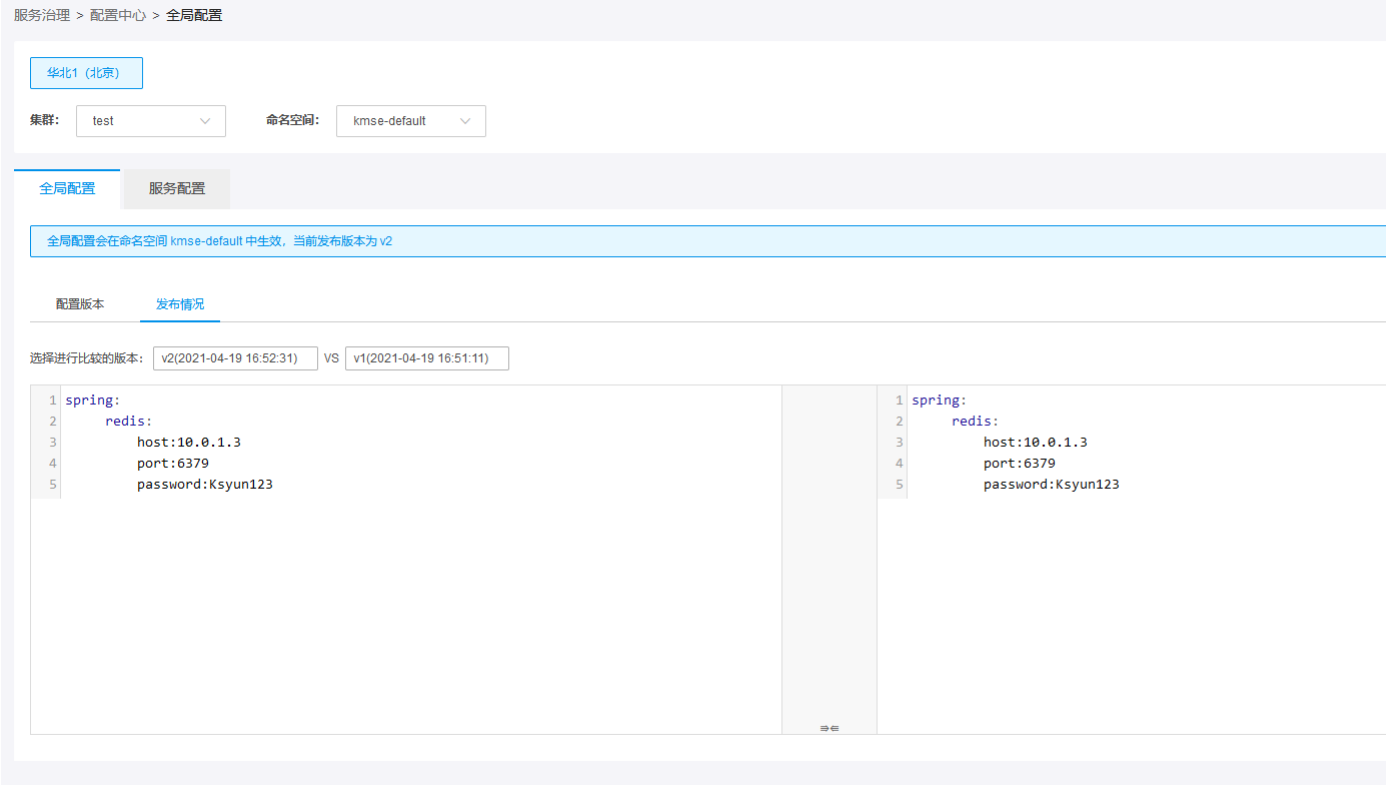 服务治理 > 配置中心 > 全局配置
华北1（北京）
集群： test 命名空间： kmse-default
全局配置 服务配置
全局配置会在命名空间 kmse-default 中生效，当前发布版本为 v2
配置版本 发布情况
选择进行比较的版本： v2(2021-04-19 16:52:31) VS v1(2021-04-19 16:51:11)
1 spring:
2 redis:
3 host:10.0.1.3
4 port:6379
5 password:Ksyun123
1 spring:
2 redis:
3 host:10.0.1.3
4 port:6379
5 password:Ksyun123